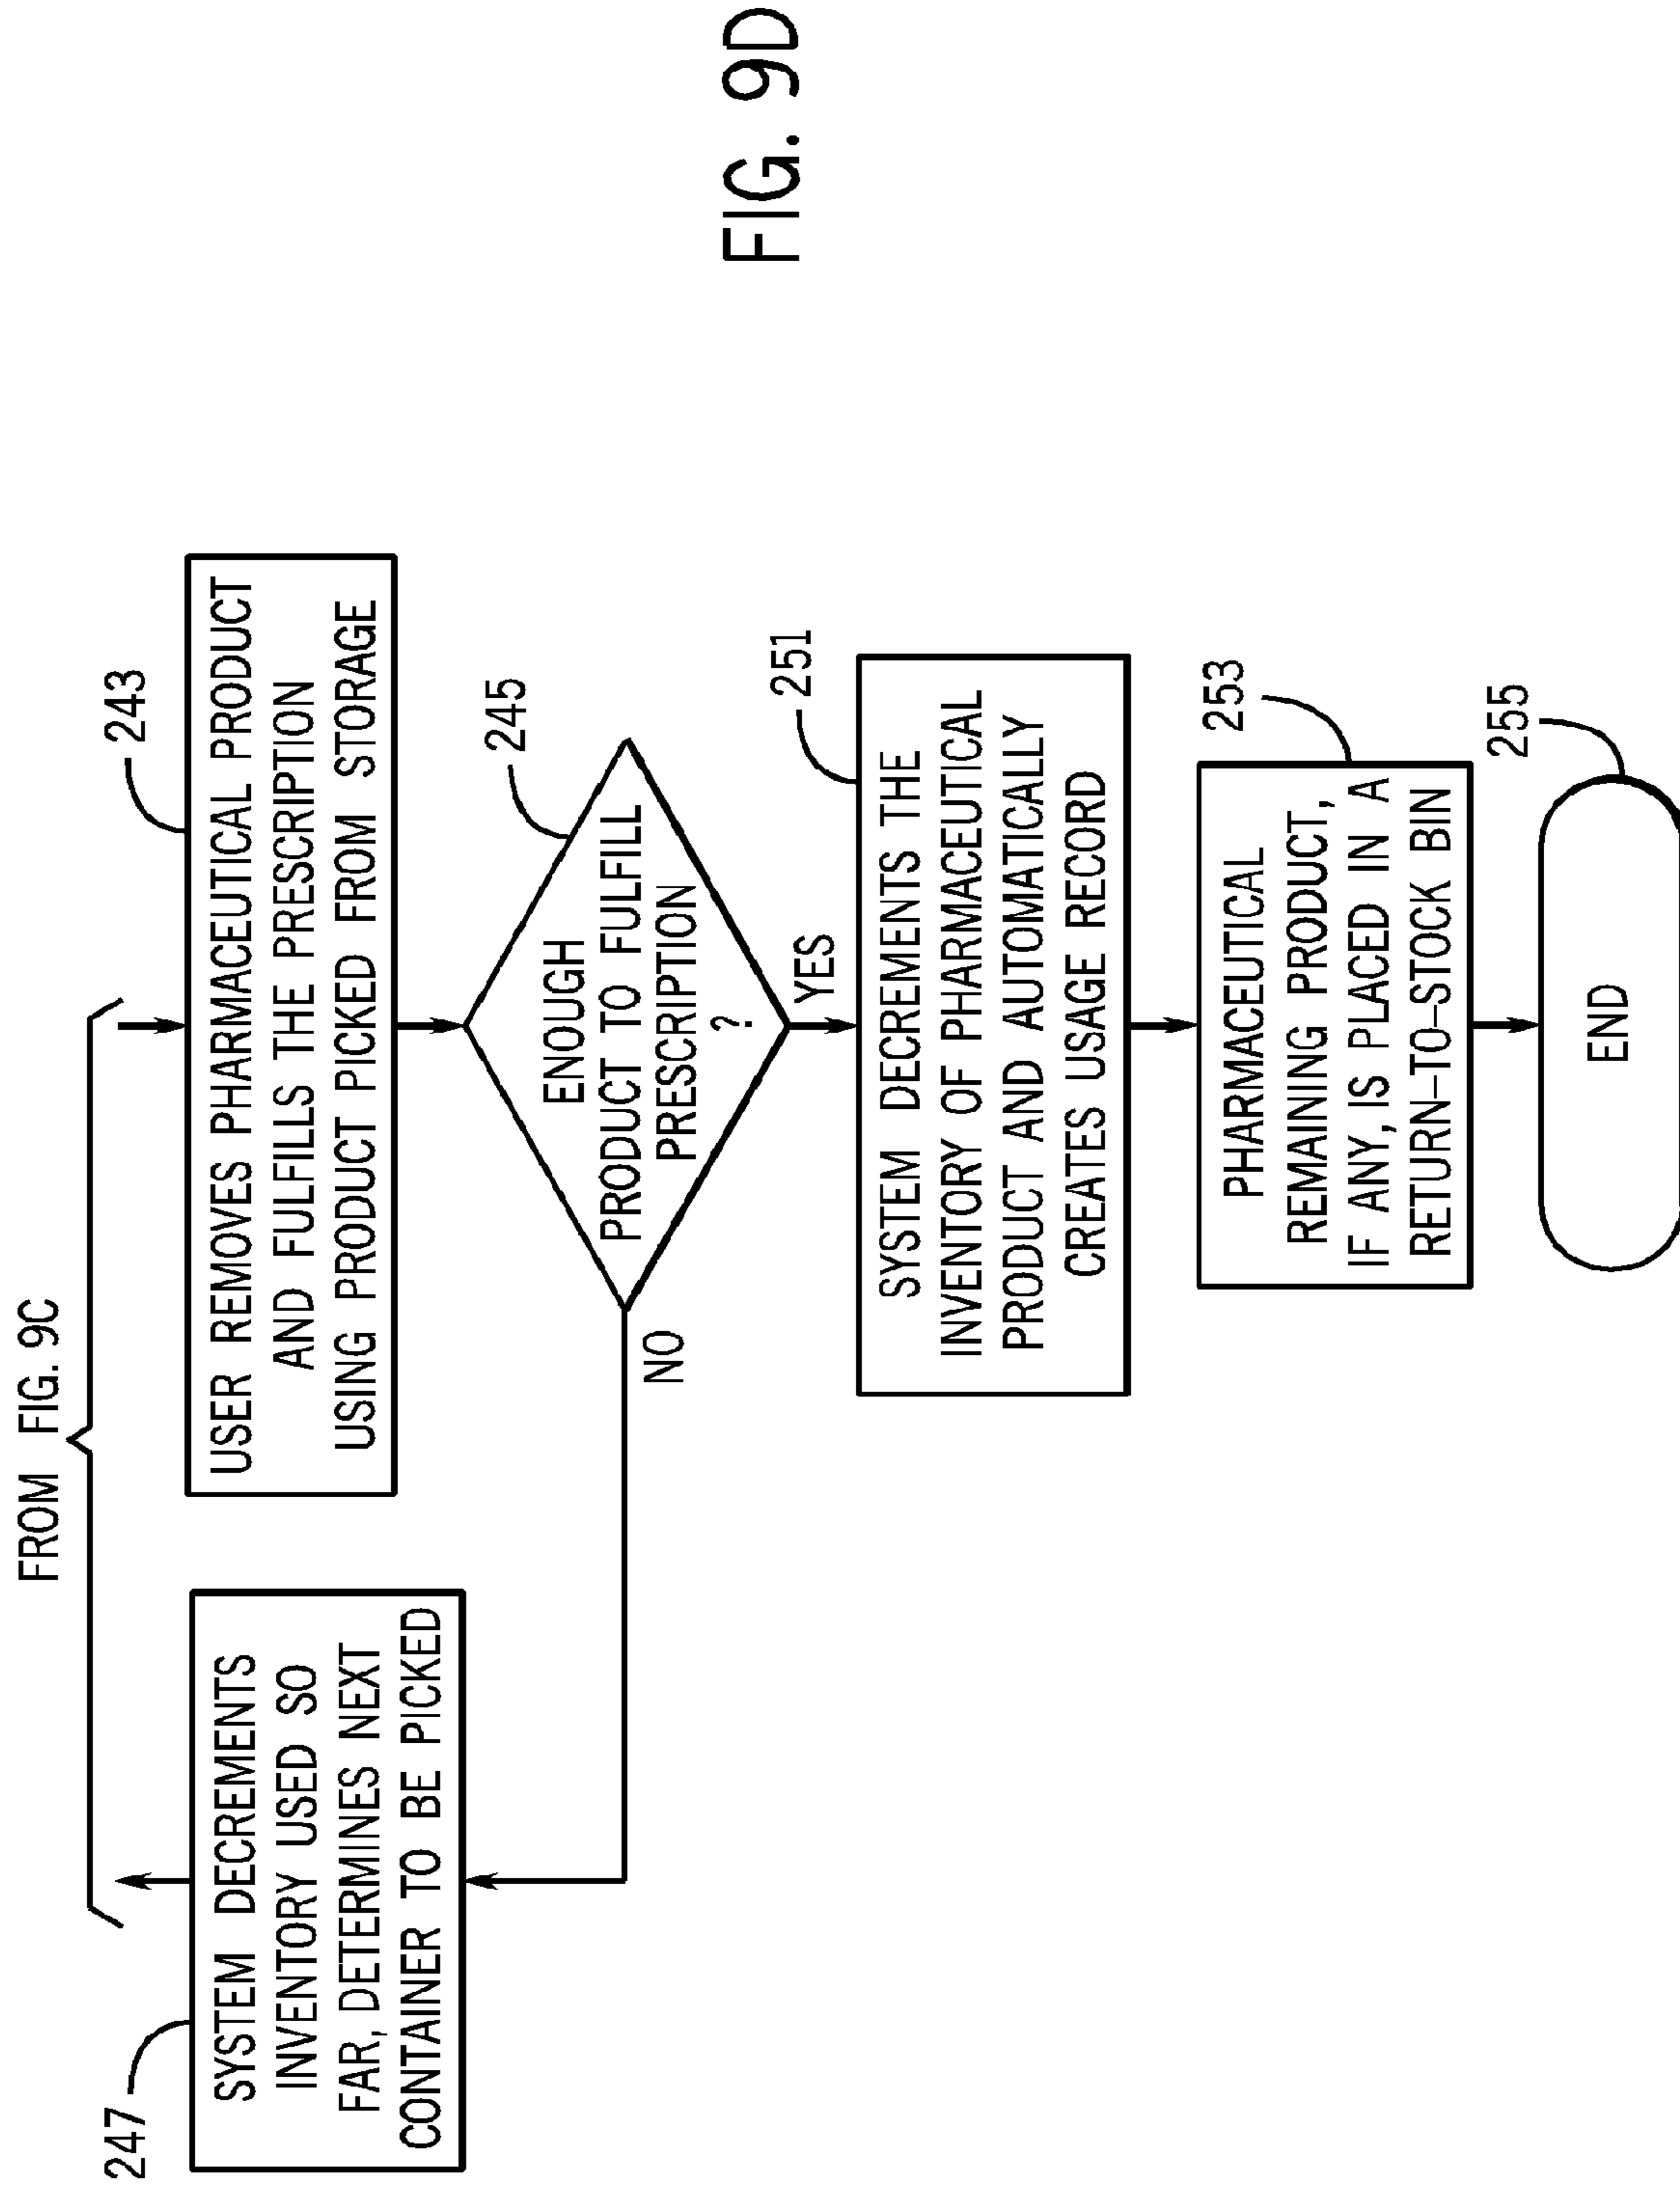 FROM FIG. 9C
247
SYSTEM DECREMENTS
INVENTORY USED SO
FAR, DETERMINES NEXT
CONTAINER TO BE PICKED
243
USER REMOVES PHARMACEUTICAL PRODUCT
AND FULFILLS THE PRESCRIPTION
USING PRODUCT PICKED FROM STORAGE
245
ENOUGH
PRODUCT TO FULFILL
PRESCRIPTION
?
NO
YES
251
SYSTEM DECREMENTS THE
INVENTORY OF PHARMACEUTICAL
PRODUCT AND AUTOMATICALLY
CREATES USAGE RECORD
253
PHARMACEUTICAL
REMAINING PRODUCT,
IF ANY, IS PLACED IN A
RETURN-TO-STOCK BIN
255
END
FIG. 9D